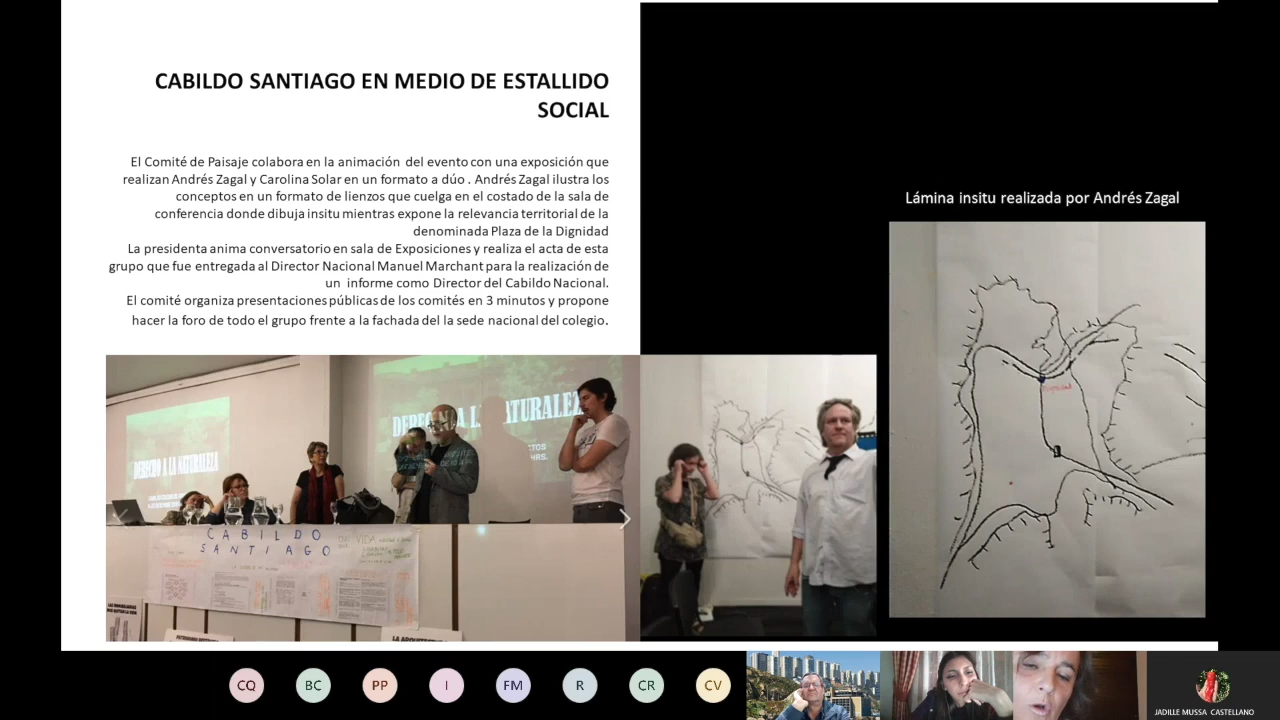 CABILDO SANTIAGO EN MEDIO DE ESTALLIDO
SOCIAL
El Comité de Paisaje colabora en la animación del evento con una exposición que
realizan Andrés Zagal y Carolina Solar en un formato a dúo . Andrés Zagal ilustra los
conceptos en un formato de lienzos que cuelga en el costado de la sala de
conferencia donde dibuja insitu mientras expone la relevancia territorial de la
denominada Plaza de la Dignidad
La presidenta anima conversatorio en sala de Exposiciones y realiza el acta de esta
grupo que fue entregada al Director Nacional Manuel Marchant para la realización de
un informe como Director del Cabildo Nacional.
El comité organiza presentaciones públicas de los comités en 3 minutos y propone
hacer la foro de todo el grupo frente a la fachada del la sede nacional del colegio.
Lámina insitu realizada por Andrés Zagal
DERECHO A LA NATURALEZA
CABILDO
SANTIAGO
VIDA
CQ
BC
PP
I
FM
R
CR
CV
JADILLE MUSSA CASTELLANO